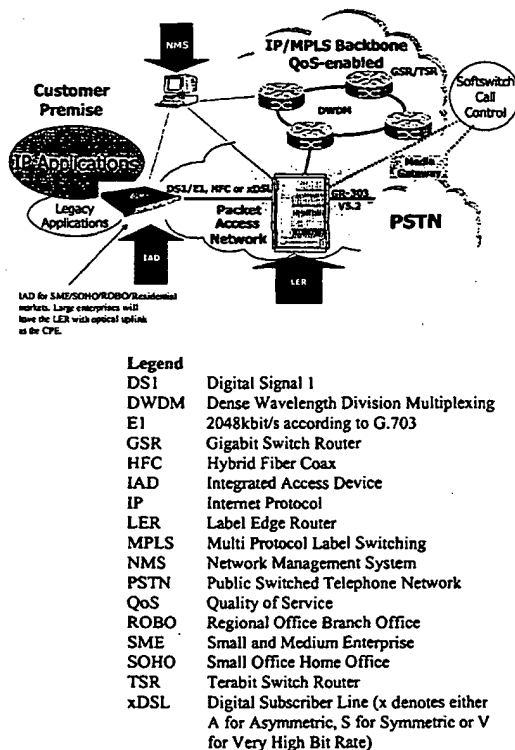 NMS
IP/MPLS Backbone
QoS-enabled
GSR/TSR
DWDM
Softswitch
Call
Control
Customer
Premise
IP Applications
Legacy
Applications
DS1/E1, HFC or xDSL
Packet
Access
Network
Media
Gateway
GR-303
V5.2
PSTN
IAD
LER
IAD for SME/SOHO/ROBO/Residential
markets. Large enterprises will
have the LER with optical uplink
as the CPE.
Legend
DS1 Digital Signal 1
DWDM Dense Wavelength Division Multiplexing
E1 2048kbit/s according to G.703
GSR Gigabit Switch Router
HFC Hybrid Fiber Coax
IAD Integrated Access Device
IP Internet Protocol
LER Label Edge Router
MPLS Multi Protocol Label Switching
NMS Network Management System
PSTN Public Switched Telephone Network
QoS Quality of Service
ROBO Regional Office Branch Office
SME Small and Medium Enterprise
SOHO Small Office Home Office
TSR Terabit Switch Router
xDSL Digital Subscriber Line (x denotes either
A for Asymmetric, S for Symmetric or V
for Very High Bit Rate)